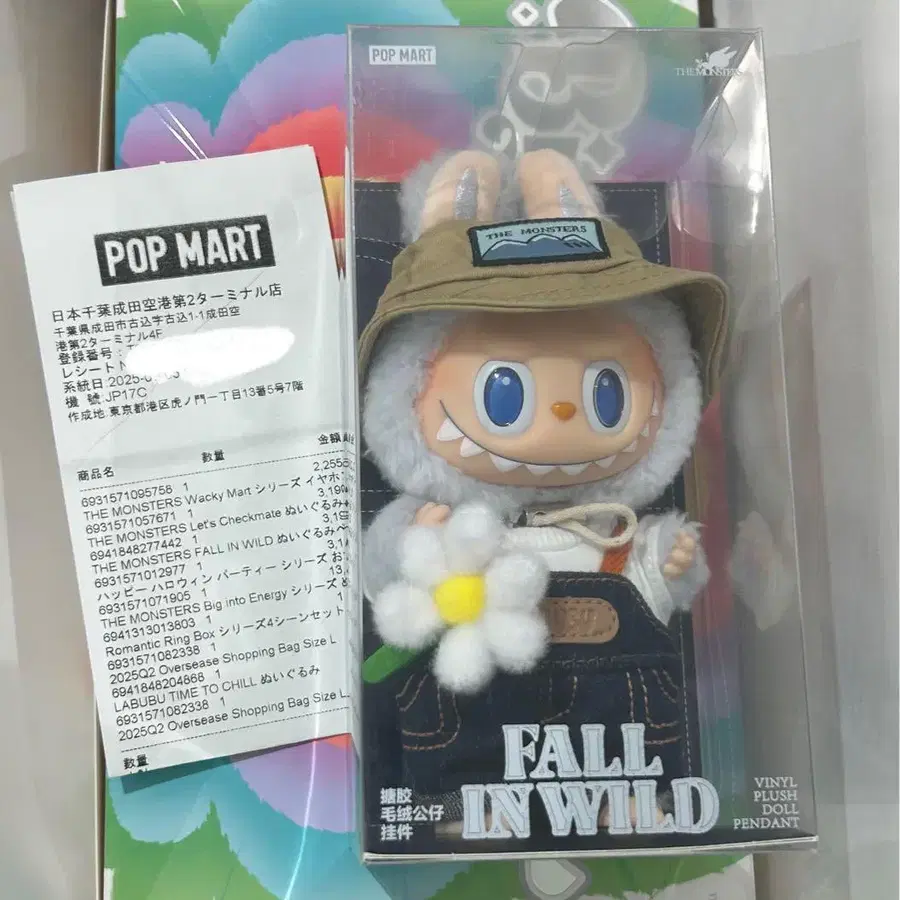 POP MART
日本千葉成田空港第2ターミナル店
千葉県成田市古込字古込1-1成田空
港第2ターミナル4F
登録番号:
レシート
系統日:2025-0
機 號:JP17C
作成地:東京都港区虎ノ門一丁目13番5号7階
商品名 数量 金額
6931571095758 1
THE MONSTERS Wacky Mart シリーズ イヤホ
6931571057671 1
THE MONSTERS Let's Checkmate ぬいぐるみ
6941848277442 1
THE MONSTERS FALL IN WILD ぬいぐるみペ
6931571012977 1
ハッピー ハロウィン パーティー シリーズ お
6931571071905 1
THE MONSTERS Big into Energy シリーズ ぬ
6941313013803 1
Romantic Ring Box シリーズ4シーンセット
6931571082338 1
2025Q2 Oversease Shopping Bag Size L
6941848204868 1
LABUBU TIME TO CHILL ぬいぐるみ
6931571082338 1
2025Q2 Oversease Shopping Bag Size L
数量
POP MART
THE MONSTERS
THE MONSTERS
FALL
IN WILD
搪胶
毛绒公仔
挂件
VINYL
PLUSH
DOLL
PENDANT